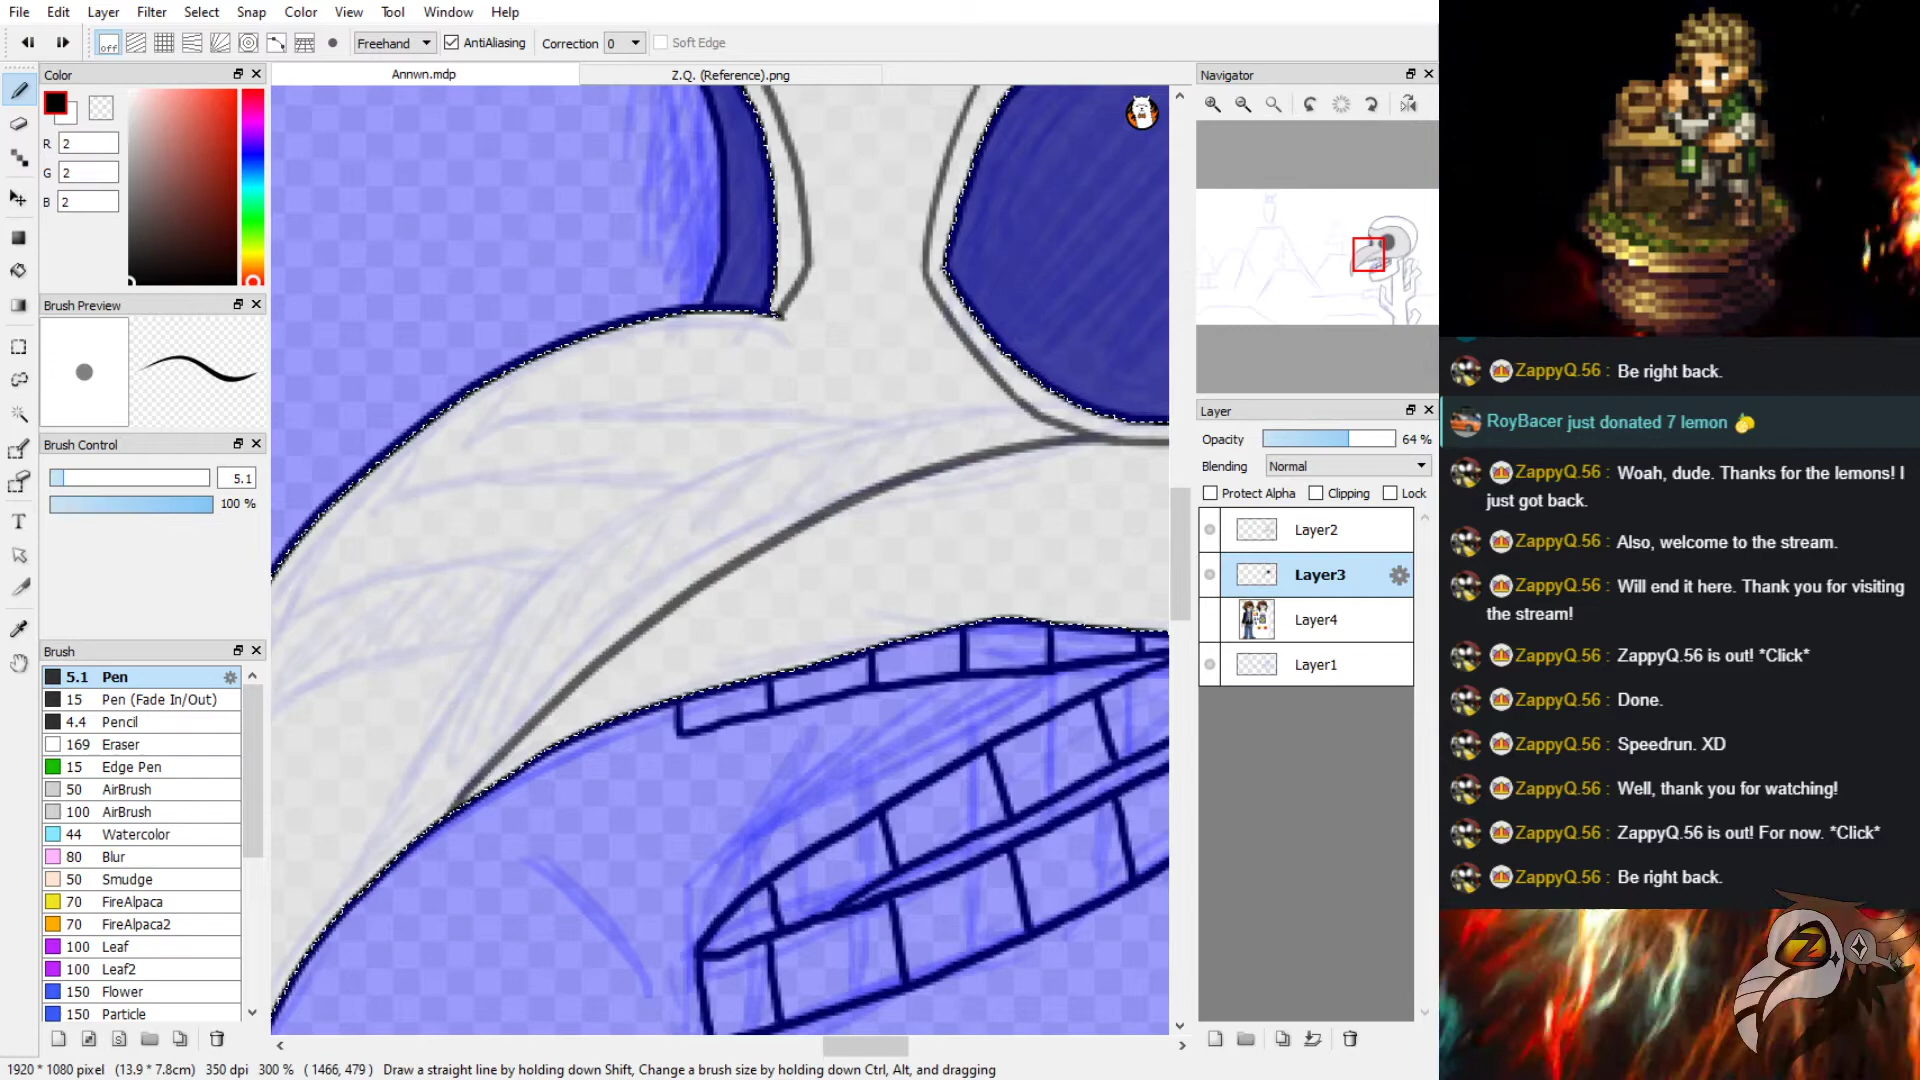 File Edit Layer Filter Select Snap Color View Tool Window Help
off Freehand AntiAliasing Correction 0 Soft Edge
Color
Annwn.mdp
Z.Q. (Reference).png
Navigator
R 2
G 2
B 2
Brush Preview
Brush Control
5.1
100 %
Brush
5.1 Pen
15 Pen (Fade In/Out)
4.4 Pencil
169 Eraser
15 Edge Pen
50 AirBrush
100 AirBrush
44 Watercolor
80 Blur
50 Smudge
70 FireAlpaca
70 FireAlpaca2
100 Leaf
100 Leaf2
150 Flower
150 Particle
Layer
Opacity 64 %
Blending Normal
Protect Alpha Clipping Lock
Layer2
Layer3
Layer4
Layer1
1920 * 1080 pixel (13.9 * 7.8cm) 350 dpi 300 % ( 1466, 479 ) Draw a straight line by holding down Shift, Change a brush size by holding down Ctrl, Alt, and dragging
ZappyQ.56 : Be right back.
RoyBacer just donated 7 lemon
ZappyQ.56 : Woah, dude. Thanks for the lemons! I
just got back.
ZappyQ.56 : Also, welcome to the stream.
ZappyQ.56 : Will end it here. Thank you for visiting
the stream!
ZappyQ.56 : ZappyQ.56 is out! *Click*
ZappyQ.56 : Done.
ZappyQ.56 : Speedrun. XD
ZappyQ.56 : Well, thank you for watching!
ZappyQ.56 : ZappyQ.56 is out! For now. *Click*
ZappyQ.56 : Be right back.
Z